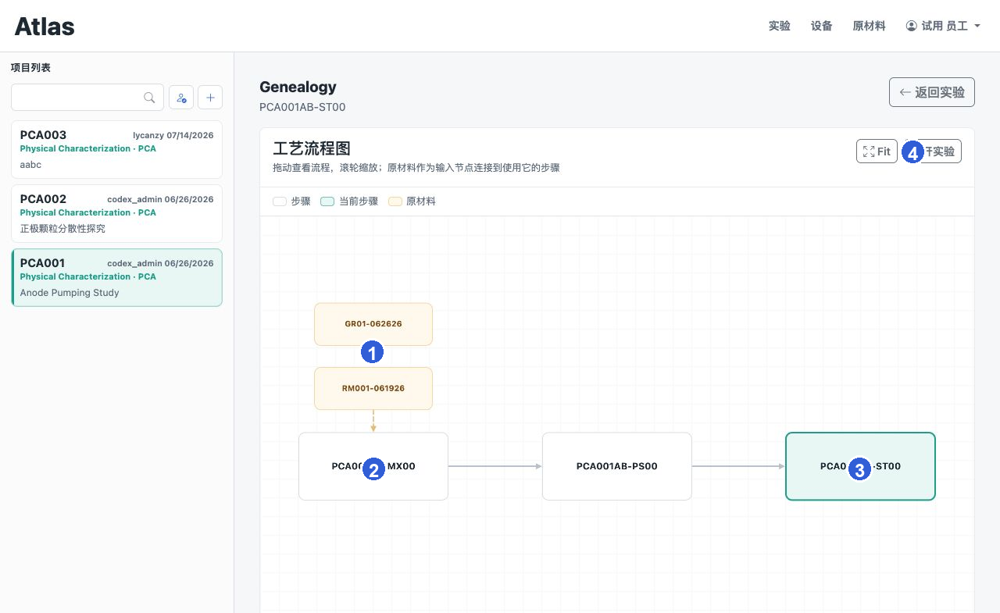 Atlas
实验 设备 原材料 试用 员工
项目列表
PCA003 lycanzy 07/14/2026
Physical Characterization · PCA
aabc
PCA002 codex_admin 06/26/2026
Physical Characterization · PCA
正极颗粒分散性探究
PCA001 codex_admin 06/26/2026
Physical Characterization · PCA
Anode Pumping Study
Genealogy
PCA001AB-ST00
← 返回实验
工艺流程图
拖动查看流程，滚轮缩放；原材料作为输入节点连接到使用它的步骤
Fit
4 开实验
步骤 当前步骤 原材料
GR01-062626
1
RM001-061926
2 MX00
PCA001AB-PS00
3 -ST00